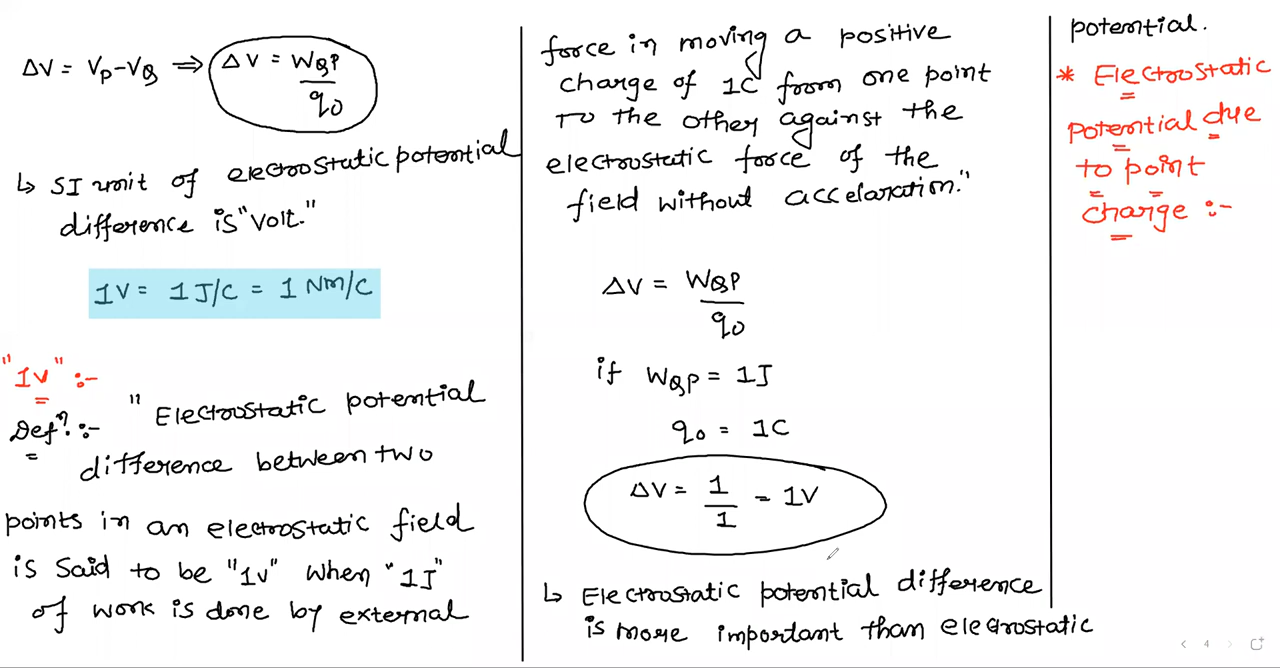 ΔV = Vp - VQ ⇒ ΔV = WQP/q0
↳ SI unit of electrostatic potential
difference is "Volt."
1V = 1J/C = 1 Nm/C
"1V" :-
Defⁿ. :- " Electrostatic potential
difference between two
points in an electrostatic field
is said to be "1v" when "1J"
of work is done by external
force in moving a positive
charge of 1C from one point
to the other against the
electrostatic force of the
field without accelaration."
ΔV = WQP/q0
if WQP = 1J
q0 = 1C
ΔV = 1/1 = 1V
↳ Electrostatic potential difference
is more important than electrostatic
potential.
* Electrostatic
Potential due
to point
charge :-
< 4 >